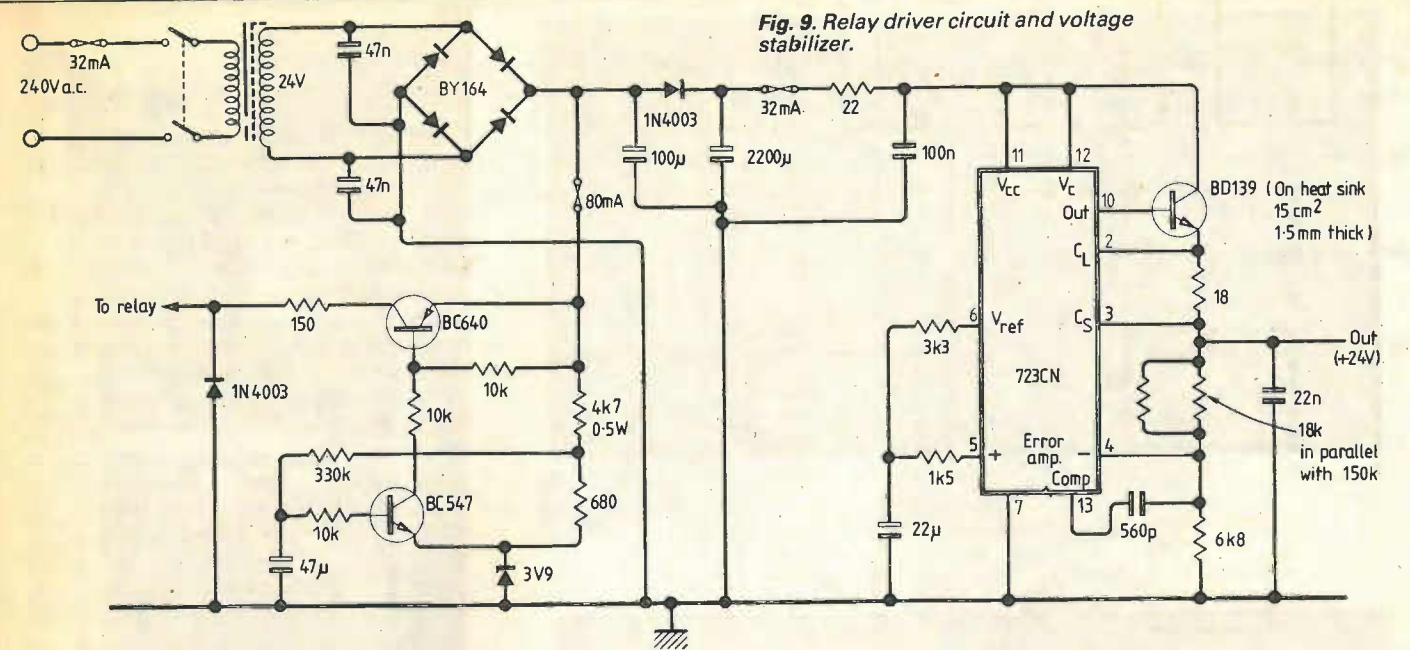 Fig. 9. Relay driver circuit and voltage
stabilizer.
32mA
240V a.c.
24V
47n
47n
BY164
1N4003
100µ
2200µ
32mA
22
100n
80mA
11
12
VCC
VC
Out
10
BD139 (On heat sink
15 cm2
1·5mm thick)
CL
2
18
CS
3
Vref
6
3k3
723CN
Out
(+24V)
22n
18k
in parallel
with 150k
5
+
1k5
Error
amp.
−
4
Comp
13
7
560p
6k8
22µ
To relay
150
BC640
10k
1N4003
10k
4k7
0.5W
330k
BC547
10k
680
47µ
3V9